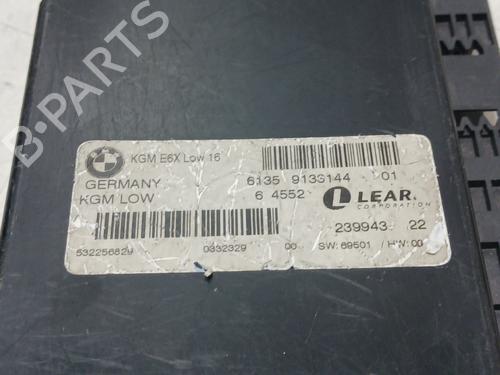 BMW
KGM E6X Low 16
GERMANY
6135 9133144 01
KGM LOW
6 4552
LEAR
CORPORATION
239943 22
532256829
0332329
00
SW: 69501 / HW: 00